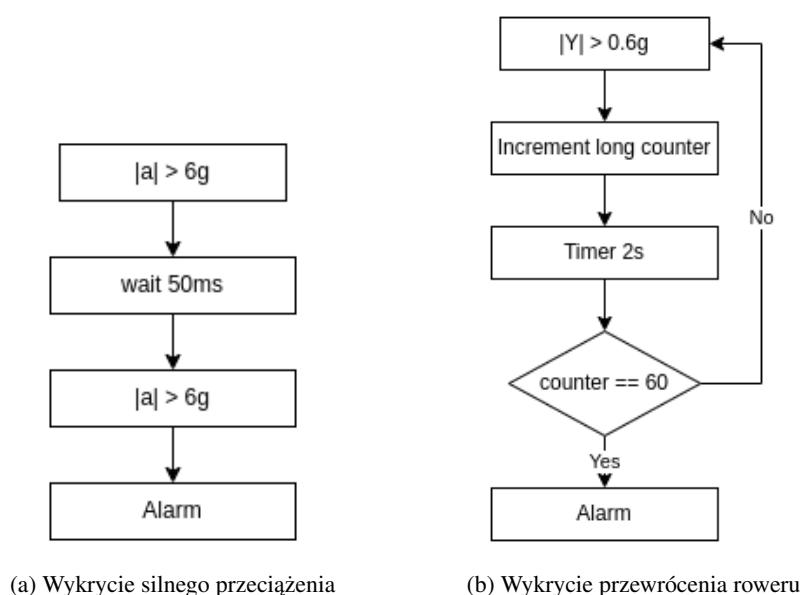 |a| > 6g
wait 50ms
|a| > 6g
Alarm
(a) Wykrycie silnego przeciążenia
|Y| > 0.6g
Increment long counter
Timer 2s
counter == 60
No
Yes
Alarm
(b) Wykrycie przewrócenia roweru